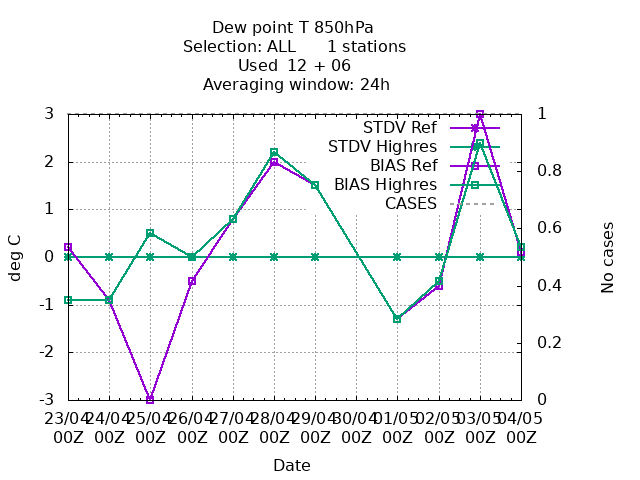 Dew point T 850hPa
Selection: ALL 1 stations
Used 12 + 06
Averaging window: 24h
3
2
1
0
-1
-2
-3
deg C
1
0.8
0.6
0.4
0.2
0
No cases
STDV Ref
STDV Highres
BIAS Ref
BIAS Highres
CASES
23/04 24/04 25/04 26/04 27/04 28/04 29/04 30/04 01/05 02/05 03/05 04/05
00Z 00Z 00Z 00Z 00Z 00Z 00Z 00Z 00Z 00Z 00Z 00Z
Date